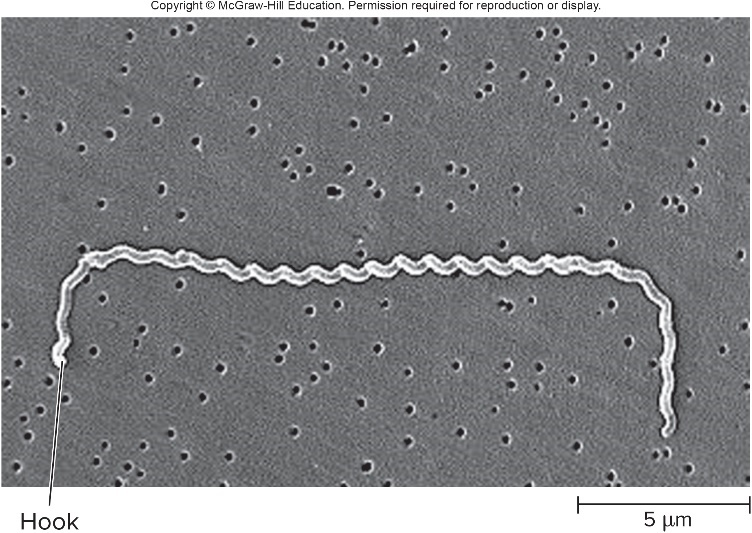 Copyright © McGraw-Hill Education. Permission required for reproduction or display.
Hook
5 μm